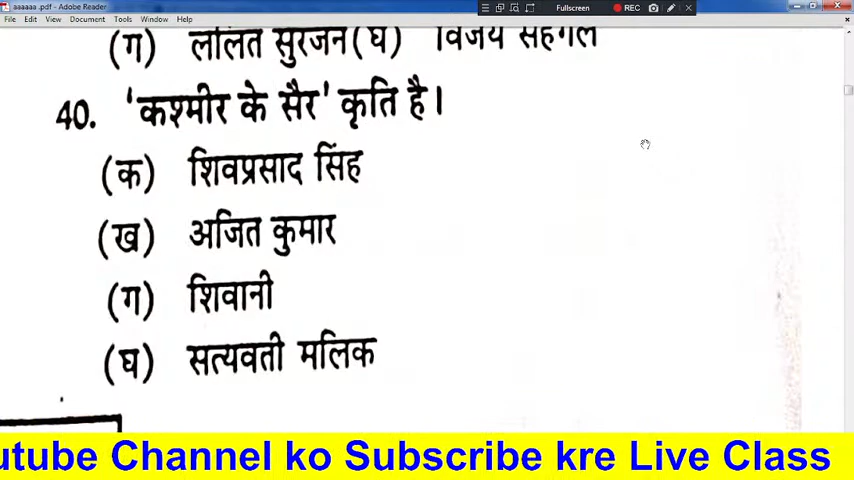 aaaaaa .pdf - Adobe Reader
Fullscreen REC
File Edit View Document Tools Window Help
(ग) ललित सुरजन(घ) विजय सहगल
40. 'कश्मीर के सैर' कृति है।
(क) शिवप्रसाद सिंह
(ख) अजित कुमार
(ग) शिवानी
(घ) सत्यवती मलिक
utube Channel ko Subscribe kre Live Class